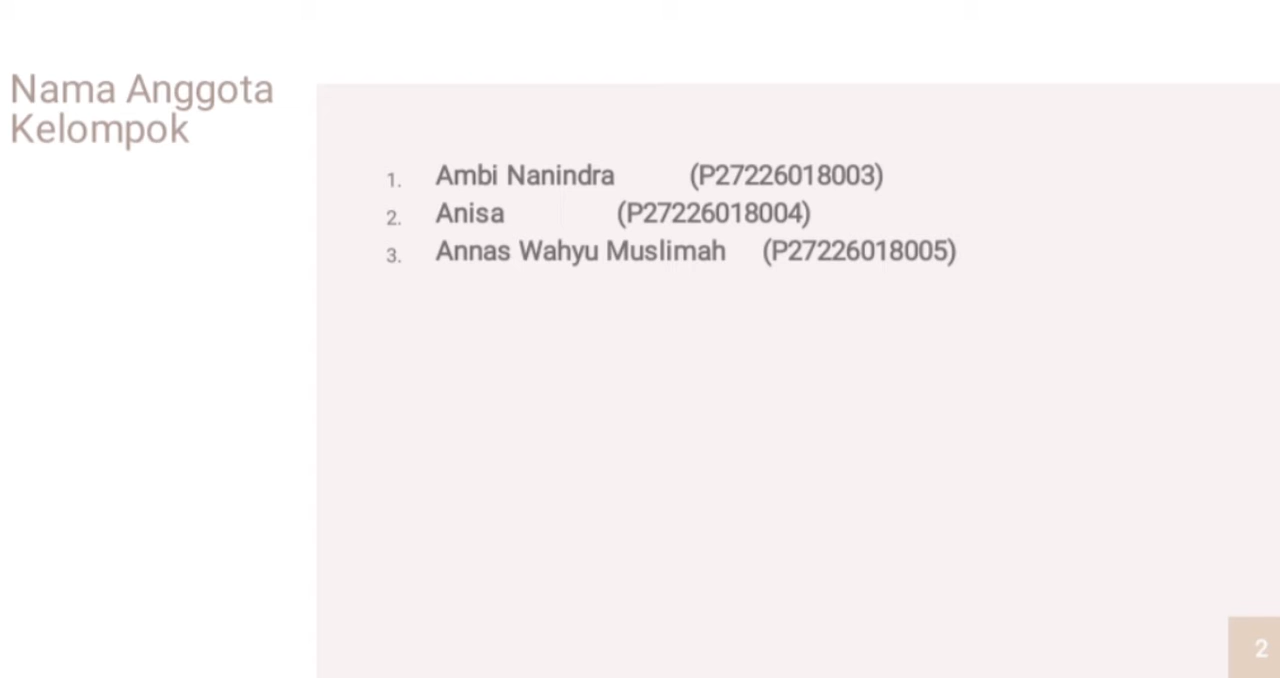 Nama Anggota
Kelompok
1. Ambi Nanindra (P27226018003)
2. Anisa (P27226018004)
3. Annas Wahyu Muslimah (P27226018005)
2